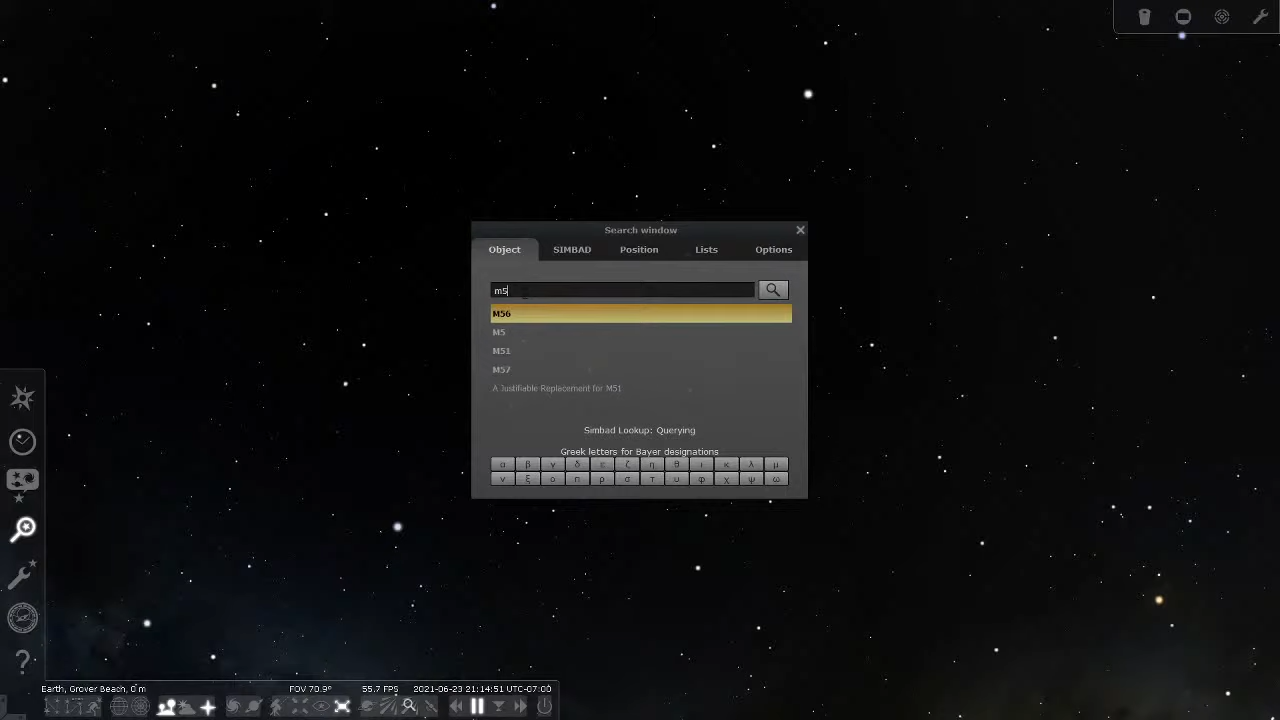 Search window
Object SIMBAD Position Lists Options
m5
M56
M5
M51
M57
A Justifiable Replacement for M51
Simbad Lookup: Querying
Greek letters for Bayer designations
α β γ δ ε ζ η θ ι κ λ μ
ν ξ ο π ρ σ τ υ φ χ ψ ω
?
Earth, Grover Beach, 0 m FOV 70.9° 55.7 FPS 2021-06-23 21:14:51 UTC-07:00